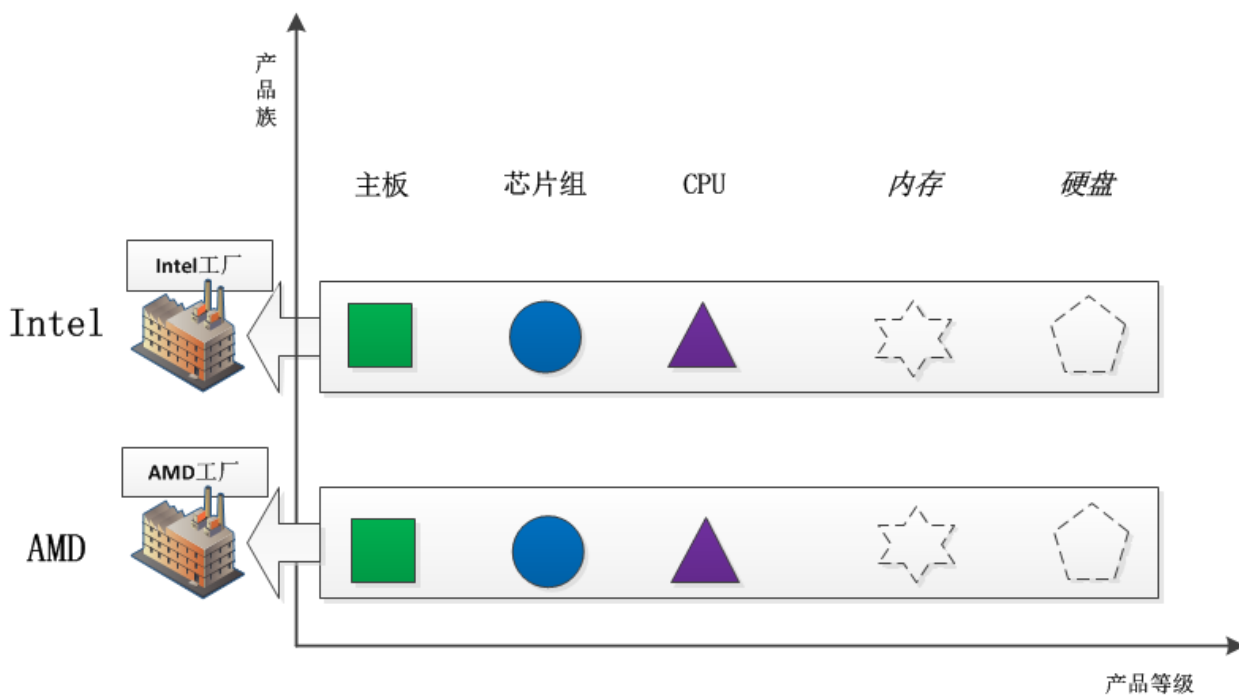 产品族
主板 芯片组 CPU 内存 硬盘
Intel工厂
Intel
AMD工厂
AMD
产品等级